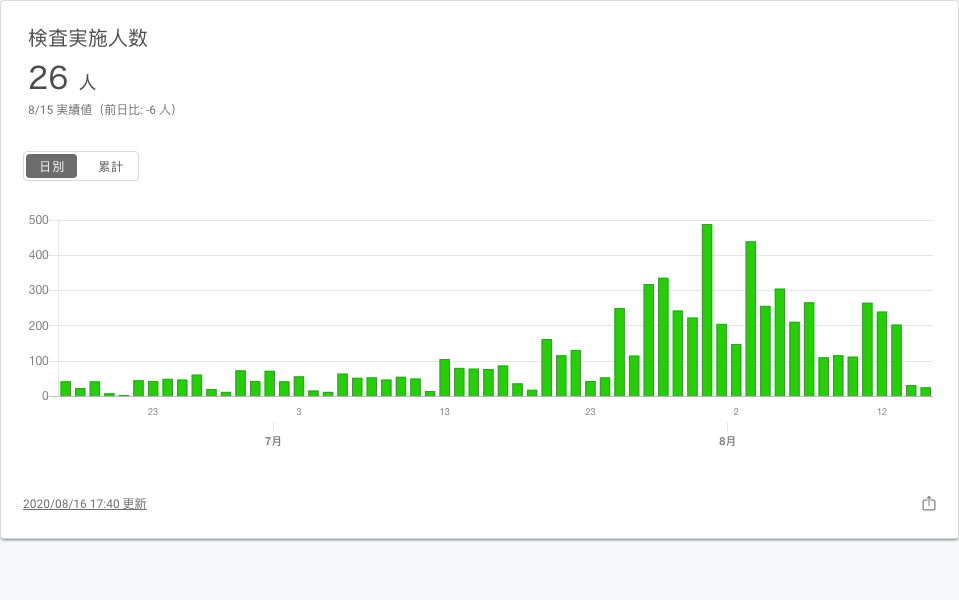 検査実施人数
26 人
8/15 実績値（前日比: -6 人）
日別 累計
500
400
300
200
100
0
23 3 13 23 2 12
7月 8月
2020/08/16 17:40 更新